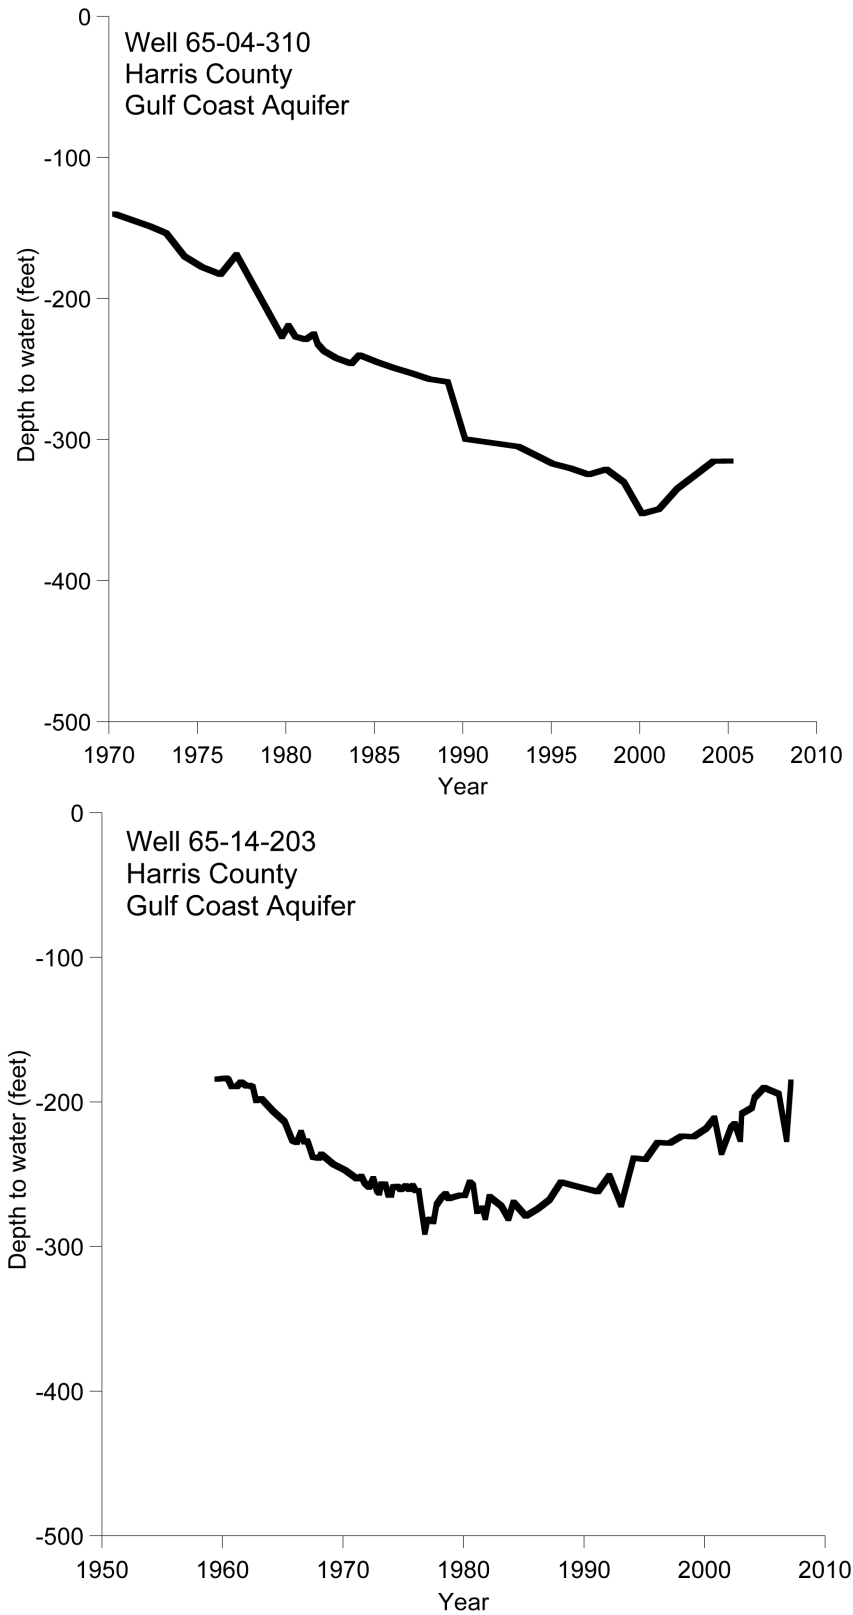 0
Well 65-04-310
Harris County
Gulf Coast Aquifer
-100
-200
-300
-400
-500
Depth to water (feet)
1970 1975 1980 1985 1990 1995 2000 2005 2010
Year
0
Well 65-14-203
Harris County
Gulf Coast Aquifer
-100
-200
-300
-400
-500
Depth to water (feet)
1950 1960 1970 1980 1990 2000 2010
Year